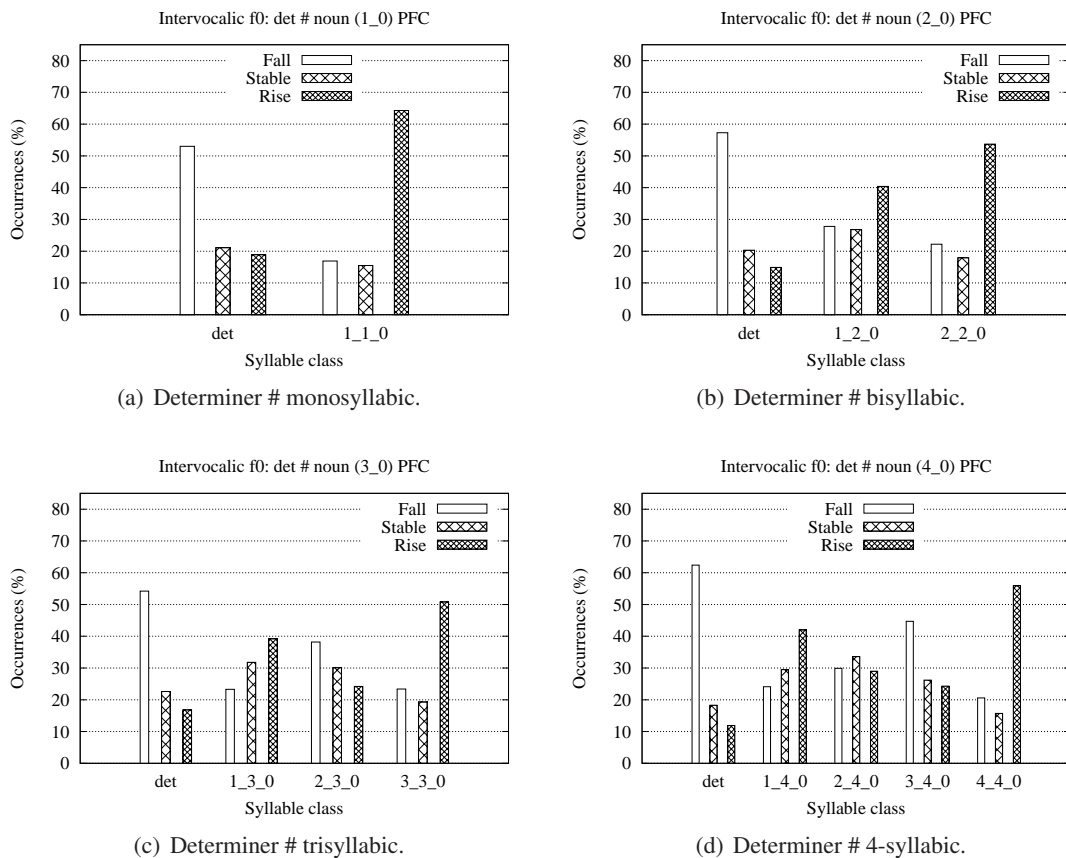 Intervocalic f0: det # noun (1_0) PFC
80
70
60
50
40
30
20
10
0
Occurrences (%)
Fall
Stable
Rise
det 1_1_0
Syllable class
(a) Determiner # monosyllabic.
Intervocalic f0: det # noun (2_0) PFC
80
70
60
50
40
30
20
10
0
Occurrences (%)
Fall
Stable
Rise
det 1_2_0 2_2_0
Syllable class
(b) Determiner # bisyllabic.
Intervocalic f0: det # noun (3_0) PFC
80
70
60
50
40
30
20
10
0
Occurrences (%)
Fall
Stable
Rise
det 1_3_0 2_3_0 3_3_0
Syllable class
(c) Determiner # trisyllabic.
Intervocalic f0: det # noun (4_0) PFC
80
70
60
50
40
30
20
10
0
Occurrences (%)
Fall
Stable
Rise
det 1_4_0 2_4_0 3_4_0 4_4_0
Syllable class
(d) Determiner # 4-syllabic.